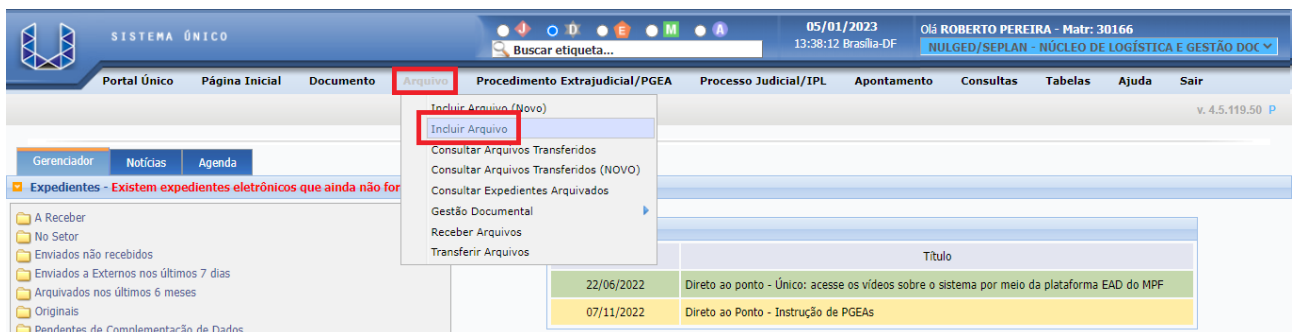 SISTEMA ÚNICO
J D E M A
Buscar etiqueta...
05/01/2023
13:38:12 Brasília-DF
Olá ROBERTO PEREIRA - Matr: 30166
NULGED/SEPLAN - NÚCLEO DE LOGÍSTICA E GESTÃO DOC
Portal Único Página Inicial Documento Arquivo Procedimento Extrajudicial/PGEA Processo Judicial/IPL Apontamento Consultas Tabelas Ajuda Sair
v. 4.5.119.50 P
Incluir Arquivo (Novo)
Incluir Arquivo
Consultar Arquivos Transferidos
Consultar Arquivos Transferidos (NOVO)
Consultar Expedientes Arquivados
Gestão Documental
Receber Arquivos
Transferir Arquivos
Gerenciador Notícias Agenda
Expedientes - Existem expedientes eletrônicos que ainda não for
A Receber
No Setor
Enviados não recebidos
Enviados a Externos nos últimos 7 dias
Arquivados nos últimos 6 meses
Originais
Pendentes de Complementação de Dados
Título
22/06/2022 Direto ao ponto - Único: acesse os vídeos sobre o sistema por meio da plataforma EAD do MPF
07/11/2022 Direto ao Ponto - Instrução de PGEAs